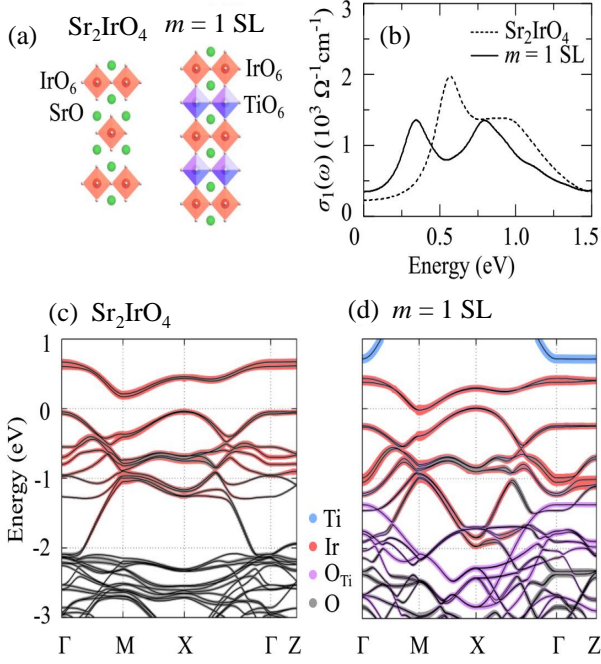 (a) Sr₂IrO₄ m = 1 SL
IrO₆
SrO
IrO₆
TiO₆
(b)
Sr₂IrO₄
m = 1 SL
σ₁(ω) (10³ Ω⁻¹cm⁻¹)
3
2
1
0
0 0.5 1.0 1.5
Energy (eV)
(c) Sr₂IrO₄
Energy (eV)
1
0
-1
-2
-3
Γ M X Γ Z
Ti
Ir
O_Ti
O
(d) m = 1 SL
Γ M X Γ Z